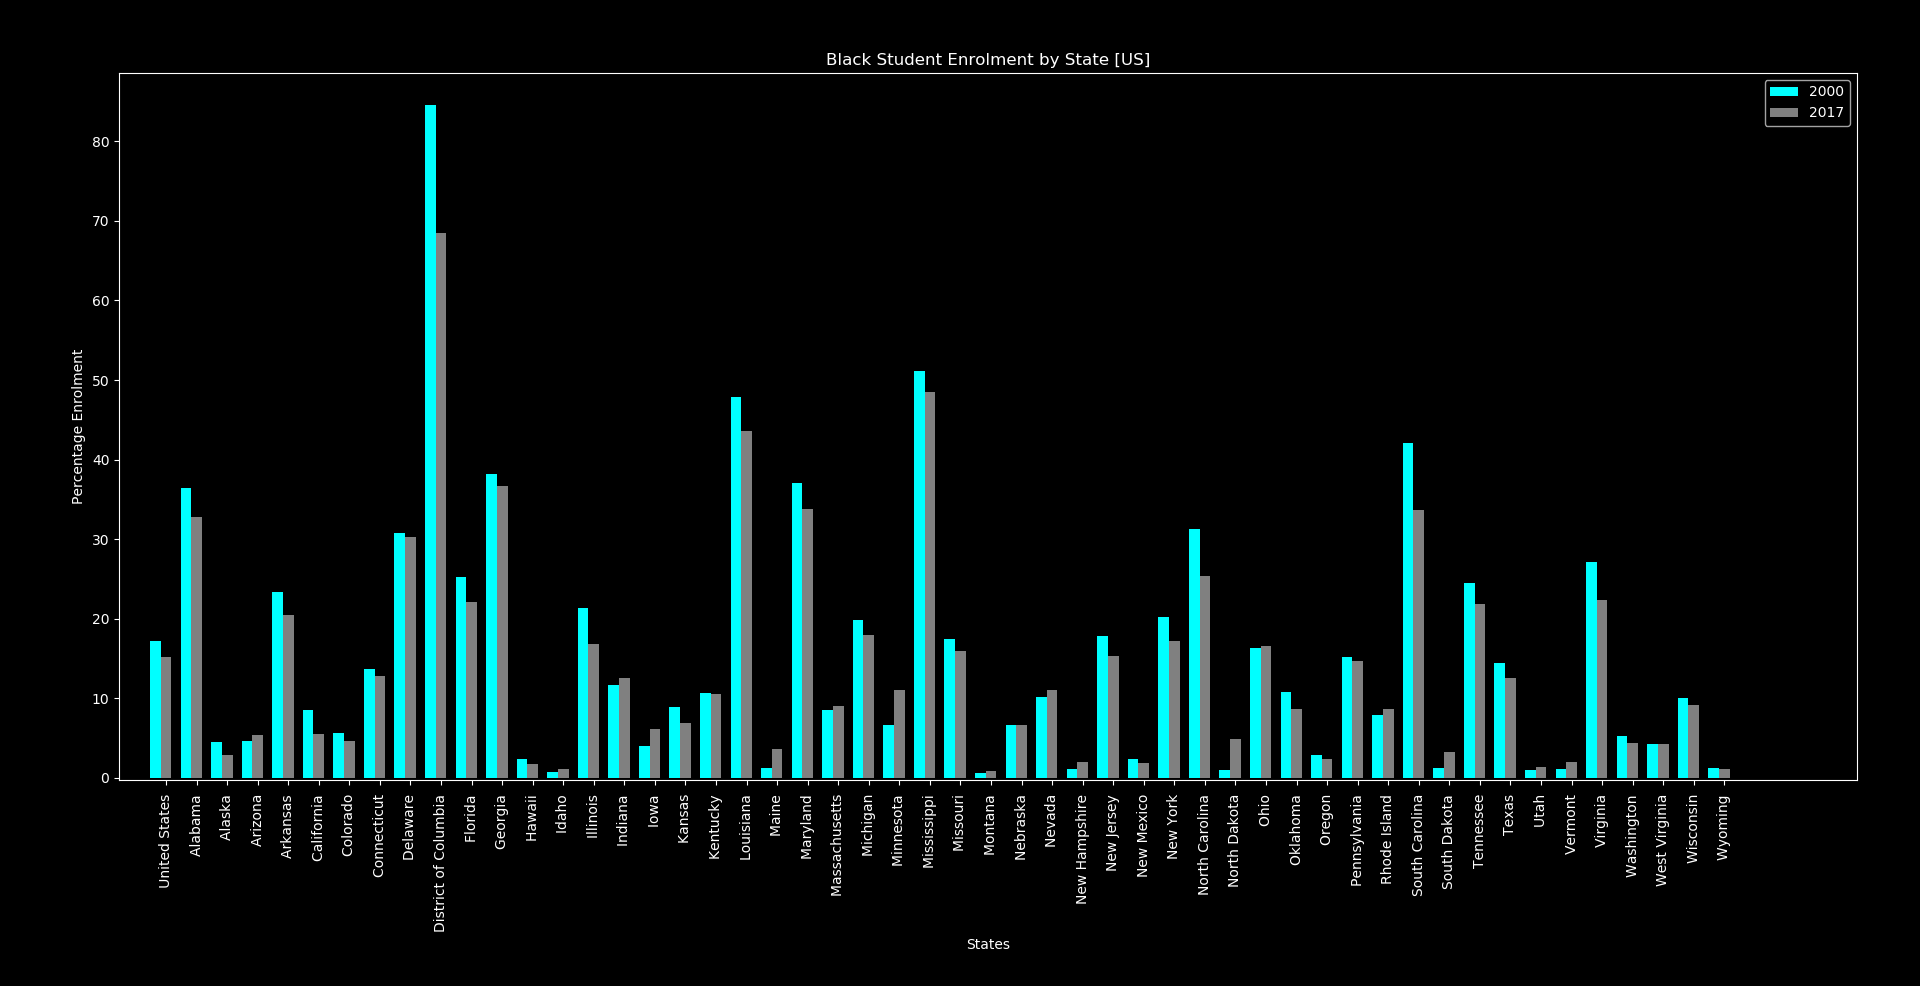 Black Student Enrolment by State [US]
2000
2017
Percentage Enrolment
80
70
60
50
40
30
20
10
0
United States
Alabama
Alaska
Arizona
Arkansas
California
Colorado
Connecticut
Delaware
District of Columbia
Florida
Georgia
Hawaii
Idaho
Illinois
Indiana
Iowa
Kansas
Kentucky
Louisiana
Maine
Maryland
Massachusetts
Michigan
Minnesota
Mississippi
Missouri
Montana
Nebraska
Nevada
New Hampshire
New Jersey
New Mexico
New York
North Carolina
North Dakota
Ohio
Oklahoma
Oregon
Pennsylvania
Rhode Island
South Carolina
South Dakota
Tennessee
Texas
Utah
Vermont
Virginia
Washington
West Virginia
Wisconsin
Wyoming
States